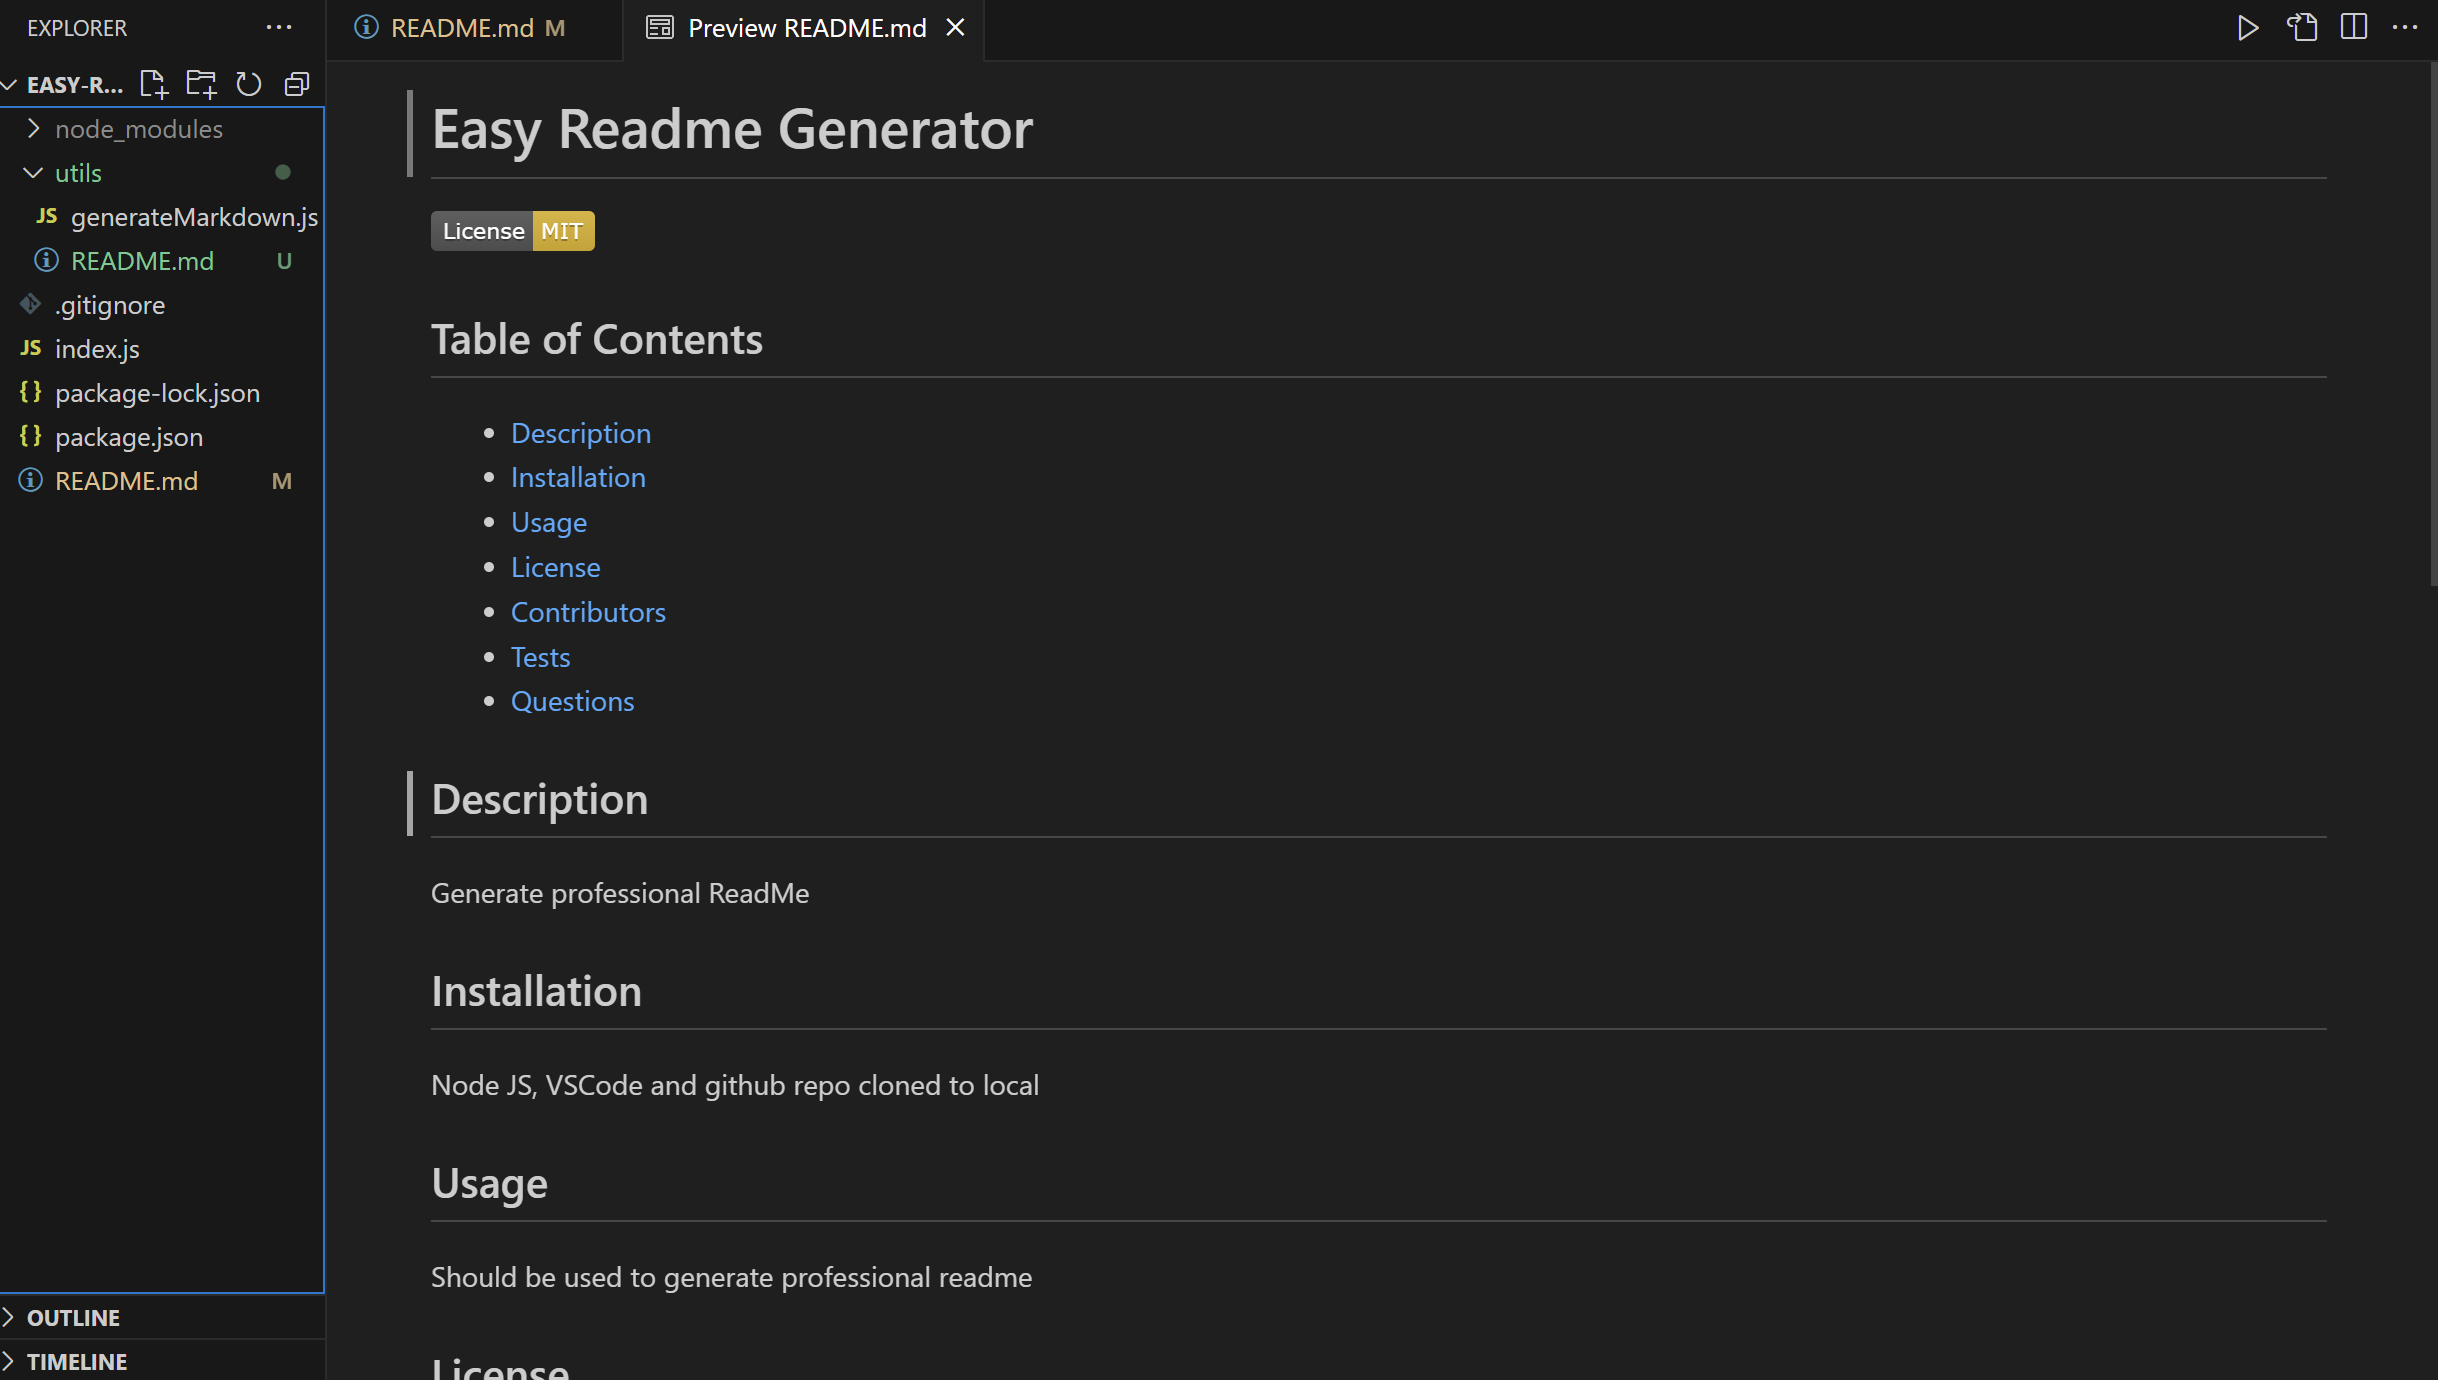 EXPLORER
EASY-R...
node_modules
utils
JS generateMarkdown.js
README.md U
.gitignore
JS index.js
{} package-lock.json
{} package.json
README.md M
OUTLINE
TIMELINE
README.md M
Preview README.md
Easy Readme Generator
License MIT
Table of Contents
Description
Installation
Usage
License
Contributors
Tests
Questions
Description
Generate professional ReadMe
Installation
Node JS, VSCode and github repo cloned to local
Usage
Should be used to generate professional readme
License